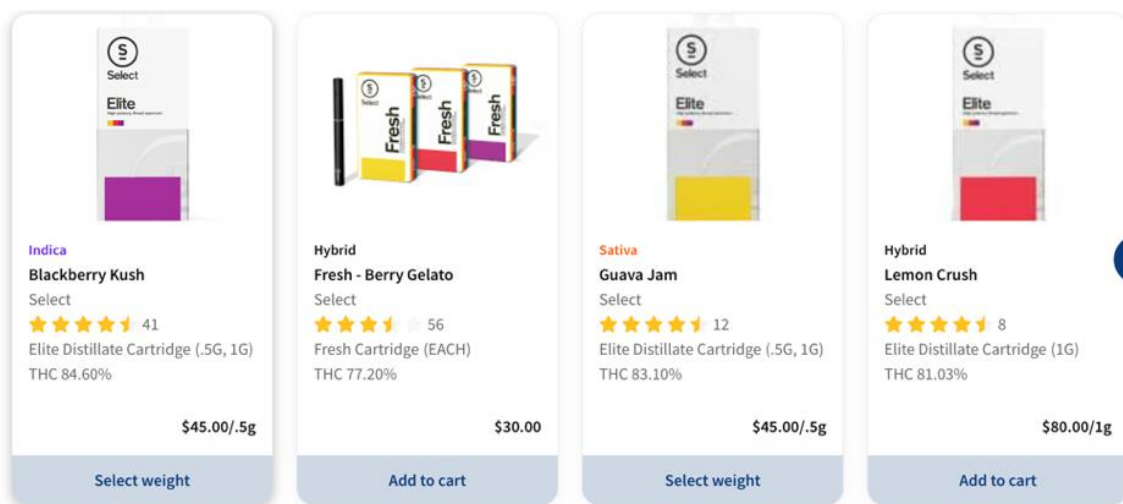 S
Select
Elite
S
Select
Fresh
S
Fresh
S
Fresh
S
Select
Elite
S
Select
Elite
Indica
Blackberry Kush
Select
41
Elite Distillate Cartridge (.5G, 1G)
THC 84.60%
$45.00/.5g
Select weight
Hybrid
Fresh - Berry Gelato
Select
56
Fresh Cartridge (EACH)
THC 77.20%
$30.00
Add to cart
Sativa
Guava Jam
Select
12
Elite Distillate Cartridge (.5G, 1G)
THC 83.10%
$45.00/.5g
Select weight
Hybrid
Lemon Crush
Select
8
Elite Distillate Cartridge (1G)
THC 81.03%
$80.00/1g
Add to cart